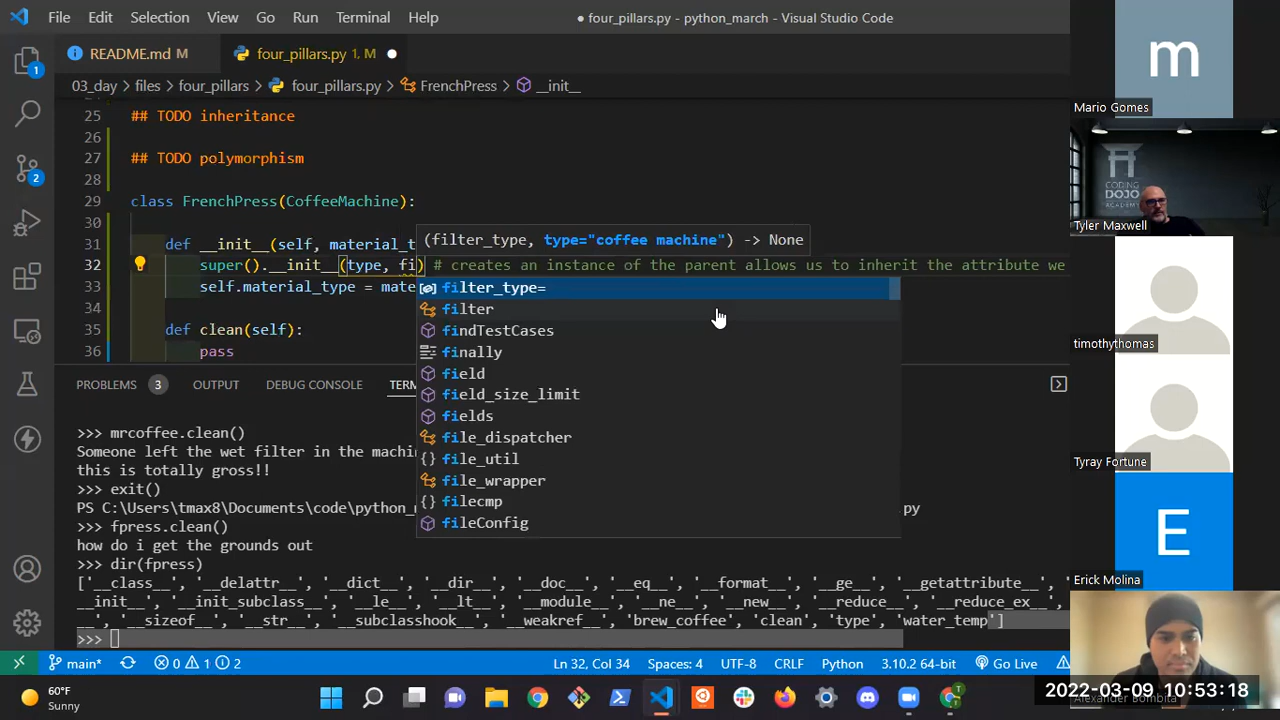 File Edit Selection View Go Run Terminal Help
● four_pillars.py - python_march - Visual Studio Code
README.md M four_pillars.py 1, M
03_day > files > four_pillars > four_pillars.py > FrenchPress > __init__
25 ## TODO inheritance
26
27 ## TODO polymorphism
28
29 class FrenchPress(CoffeeMachine):
30
(filter_type, type="coffee machine") -> None
31 def __init__(self, material_t
32 super().__init__(type, fi) # creates an instance of the parent allows us to inherit the attribute we
33 self.material_type = mate
34
35 def clean(self):
36 pass
filter_type=
filter
findTestCases
finally
field
field_size_limit
fields
file_dispatcher
file_util
file_wrapper
filecmp
fileConfig
PROBLEMS 3 OUTPUT DEBUG CONSOLE TERM
>>> mrcoffee.clean()
Someone left the wet filter in the machin
this is totally gross!!
>>> exit()
PS C:\Users\tmax8\Documents\code\python_m py
>>> fpress.clean()
how do i get the grounds out
>>> dir(fpress)
['__class__', '__delattr__', '__dict__', '__dir__', '__doc__', '__eq__', '__format__', '__ge__', '__getattribute__', '
__init__', '__init_subclass__', '__le__', '__lt__', '__module__', '__ne__', '__new__', '__reduce__', '__reduce_ex__',
', '__sizeof__', '__str__', '__subclasshook__', '__weakref__', 'brew_coffee', 'clean', 'type', 'water_temp']
>>>
1
2
main* 0 1 2 Ln 32, Col 34 Spaces: 4 UTF-8 CRLF Python 3.10.2 64-bit Go Live
60°F
Sunny
m
Mario Gomes
CODING
DOJO
ACADEMY
Tyler Maxwell
timothythomas
Tyray Fortune
E
Erick Molina
Alexander Bombita
2022-03-09 10:53:18